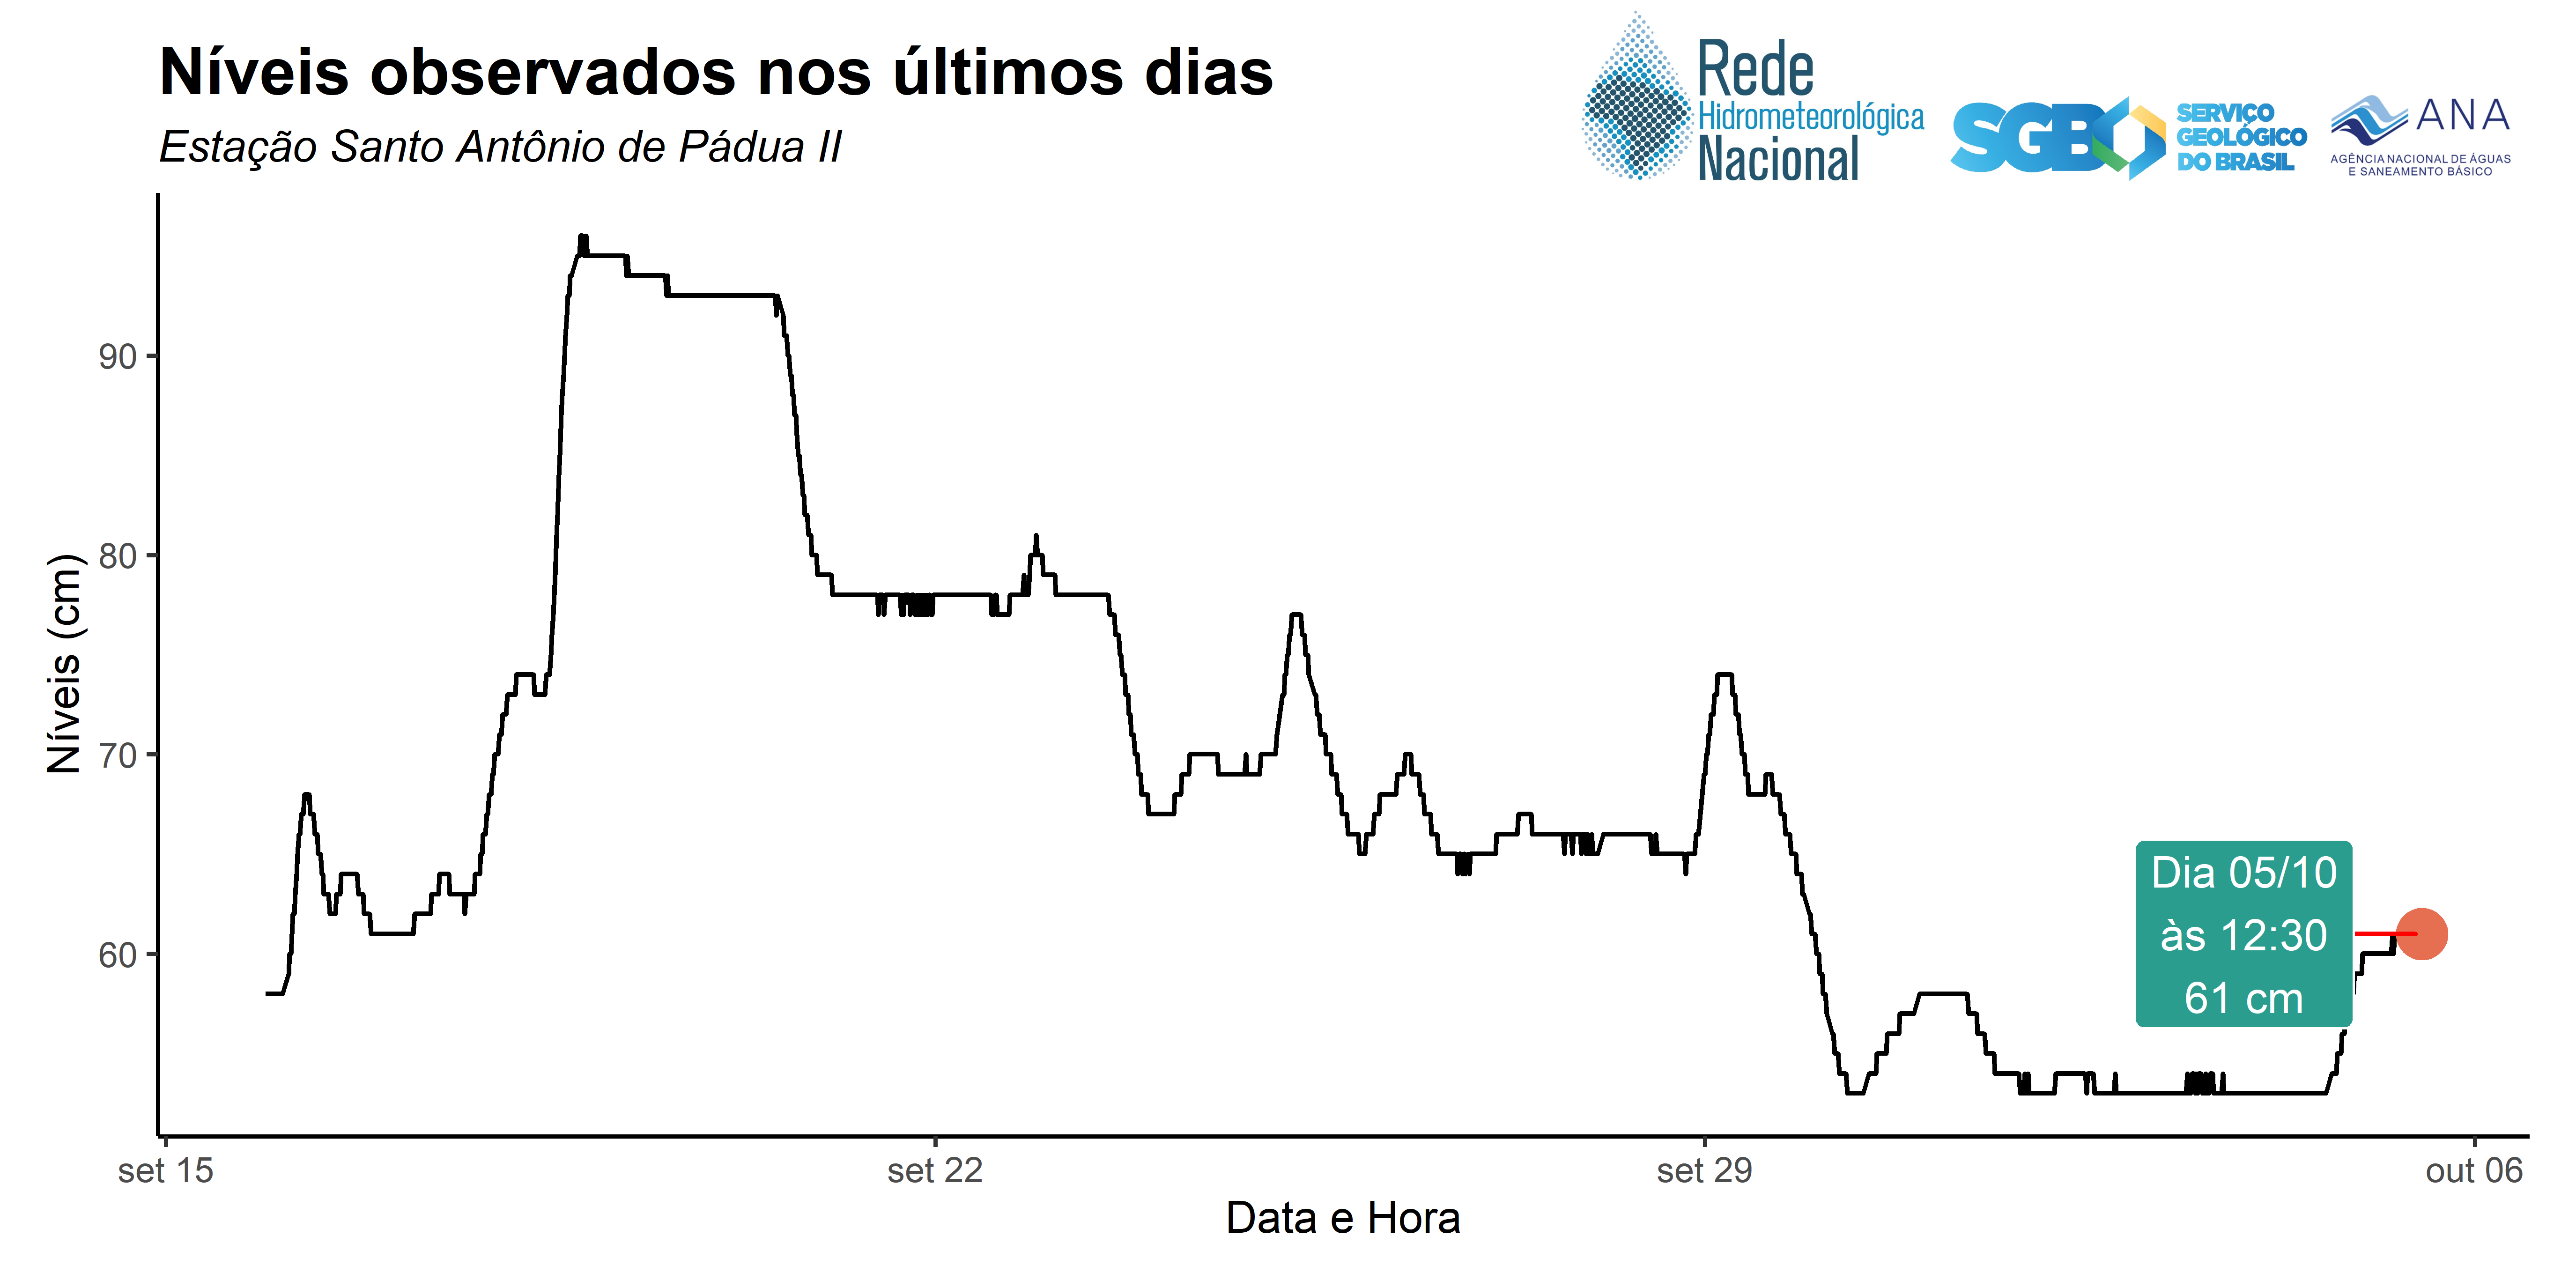 Níveis observados nos últimos dias
Estação Santo Antônio de Pádua II
Rede
Hidrometeorológica
Nacional
SGB
SERVIÇO
GEOLÓGICO
DO BRASIL
ANA
AGÊNCIA NACIONAL DE ÁGUAS
E SANEAMENTO BÁSICO
Níveis (cm)
90
80
70
60
Dia 05/10
às 12:30
61 cm
set 15
set 22
set 29
out 06
Data e Hora